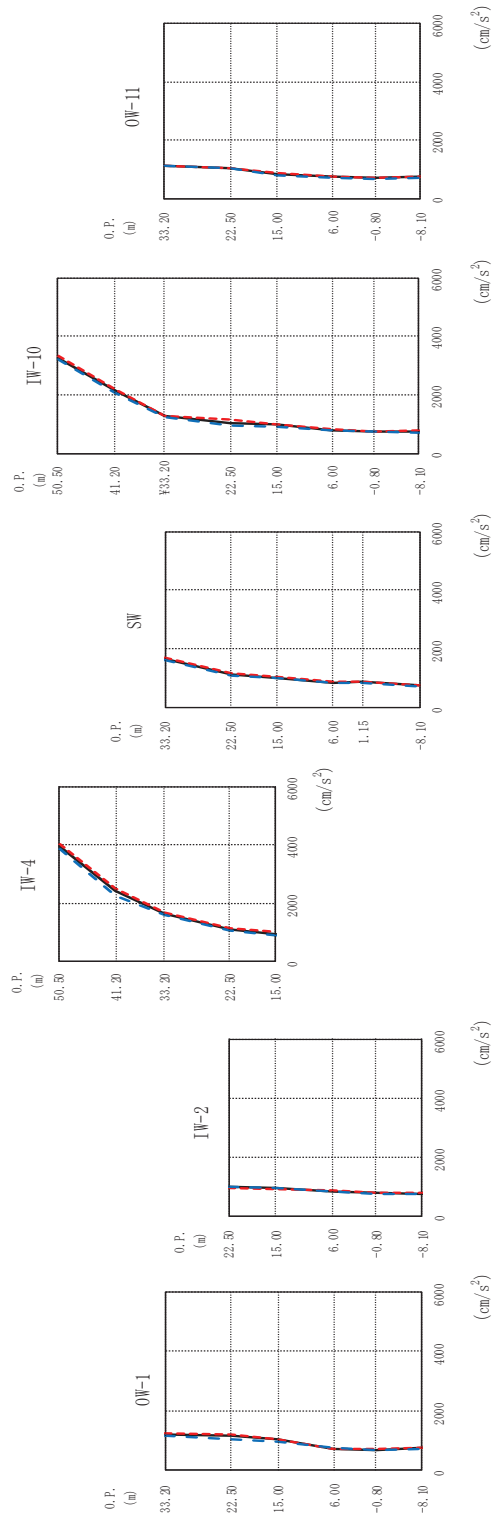 OW-1
O.P.
(m)
33.20
22.50
15.00
6.00
-0.80
-8.10
0
2000
4000
6000
(cm/s²)
IW-2
O.P.
(m)
22.50
15.00
6.00
-0.80
-8.10
0
2000
4000
6000
(cm/s²)
IW-4
O.P.
(m)
50.50
41.20
33.20
22.50
15.00
0
2000
4000
6000
(cm/s²)
SW
O.P.
(m)
33.20
22.50
15.00
6.00
1.15
-8.10
0
2000
4000
6000
(cm/s²)
IW-10
O.P.
(m)
50.50
41.20
¥33.20
22.50
15.00
6.00
-0.80
-8.10
0
2000
4000
6000
(cm/s²)
OW-11
O.P.
(m)
33.20
22.50
15.00
6.00
-0.80
-8.10
0
2000
4000
6000
(cm/s²)